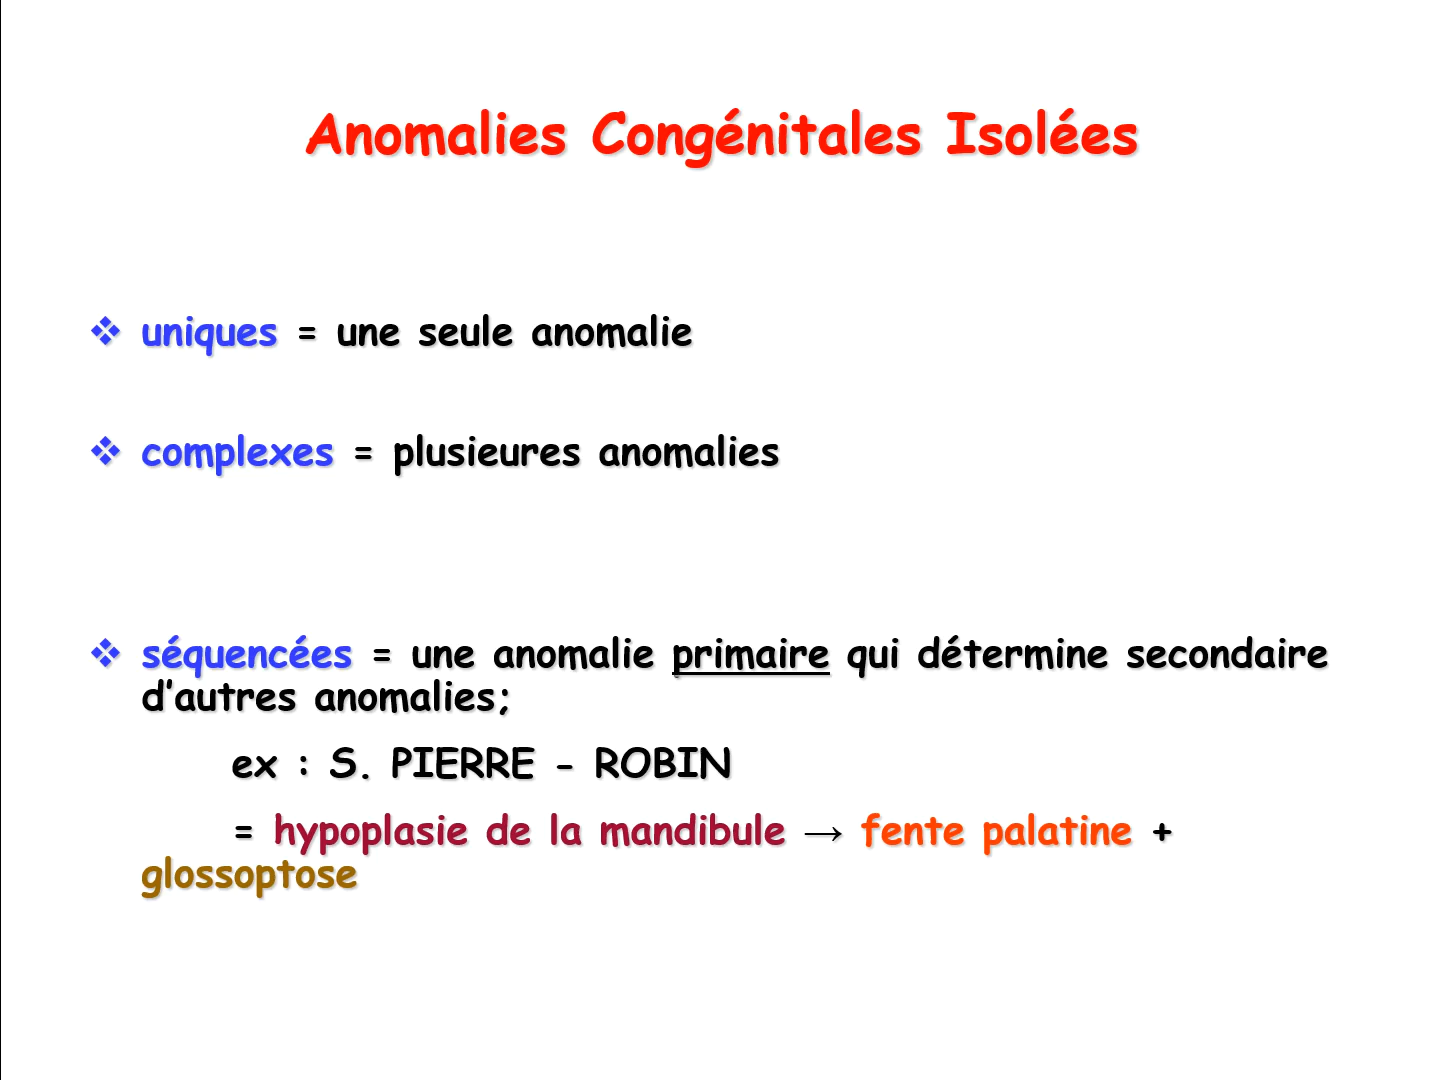 Anomalies Congénitales Isolées
❖ uniques = une seule anomalie
❖ complexes = plusieures anomalies
❖ séquencées = une anomalie primaire qui détermine secondaire
d’autres anomalies;
ex : S. PIERRE - ROBIN
= hypoplasie de la mandibule → fente palatine +
glossoptose